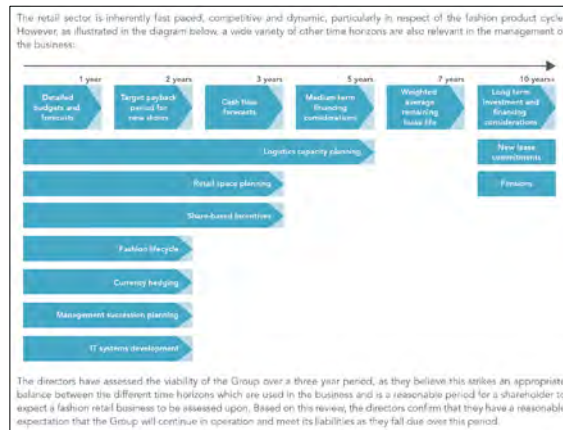 The retail sector is inherently fast paced, competitive and dynamic, particularly in respect of the fashion product cycle.
However, as illustrated in the diagram below, a wide variety of other time horizons are also relevant in the management of
the business:
1 year
2 years
3 years
5 years
7 years
10 years+
Detailed
budgets and
forecasts
Target payback
period for
new stores
Cash flow
forecasts
Medium term
financing
considerations
Weighted
average
remaining
lease life
Long term
investment and
financing
considerations
Logistics capacity planning
New lease
commitments
Retail space planning
Pensions
Share-based incentives
Fashion lifecycle
Currency hedging
Management succession planning
IT systems development
The directors have assessed the viability of the Group over a three year period, as they believe this strikes an appropriate
balance between the different time horizons which are used in the business and is a reasonable period for a shareholder to
expect a fashion retail business to be assessed upon. Based on this review, the directors confirm that they have a reasonable
expectation that the Group will continue in operation and meet its liabilities as they fall due over this period.